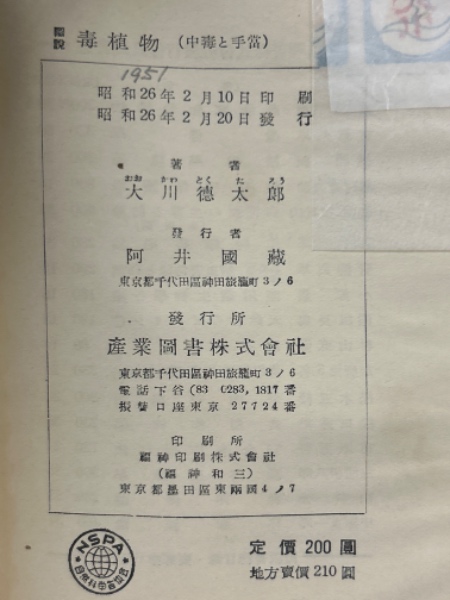 圖說 毒植物 (中毒と手當)
1951
昭和26年2月10日印刷
昭和26年2月20日發行
著者
おお かわ とく た ろう
大川德太郎
發行者
阿井國藏
東京都千代田區神田旅籠町3ノ6
發行所
產業圖書株式會社
東京都千代田區神田旅籠町3ノ6
電話下谷(83 0283,1817番
振替口座東京 27724番
印刷所
福神印刷株式會社
(福神和三)
東京都墨田區東兩國4ノ7
NSPA
定價200圓
地方賣價210圓